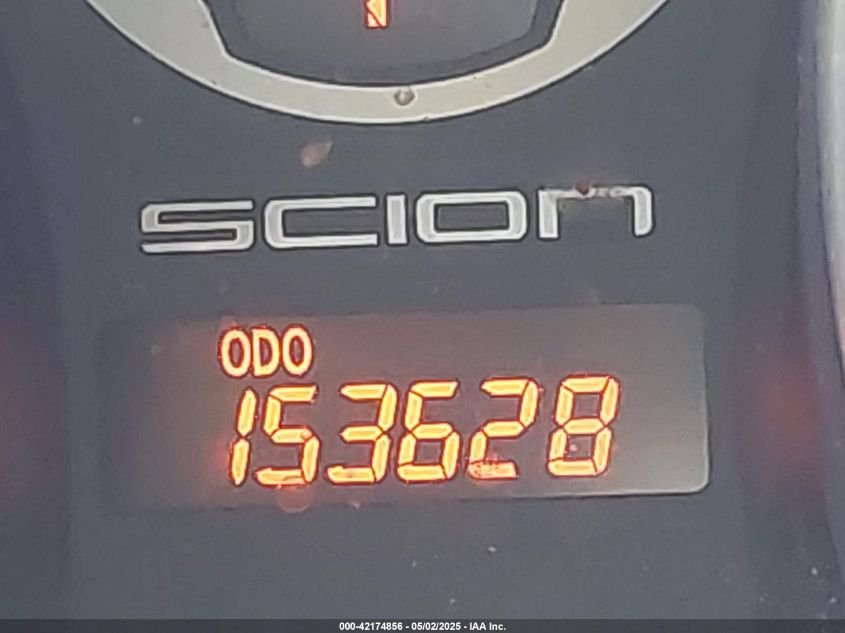 SCION
ODO
153628
000-42174856 - 05/02/2025 - IAA Inc.